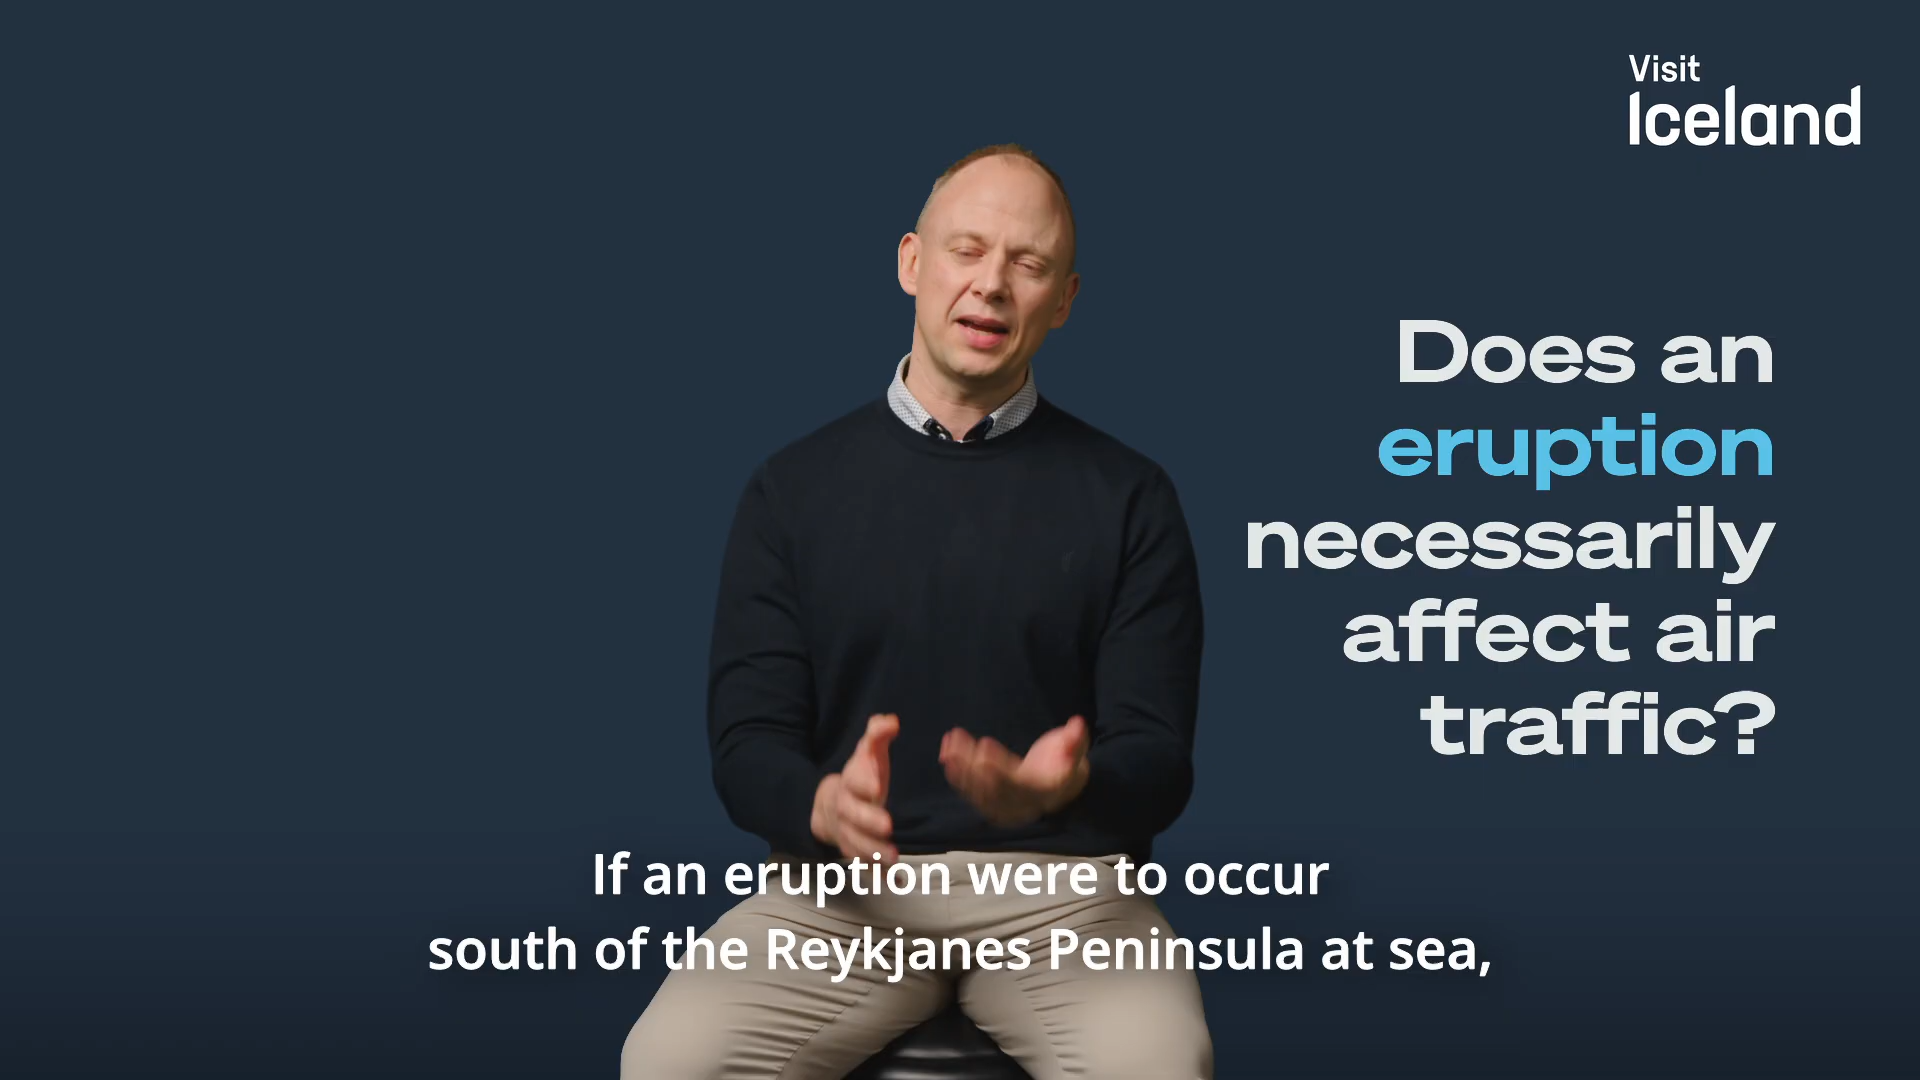 Visit
Iceland
Does an
eruption
necessarily
affect air
traffic?
If an eruption were to occur
south of the Reykjanes Peninsula at sea,